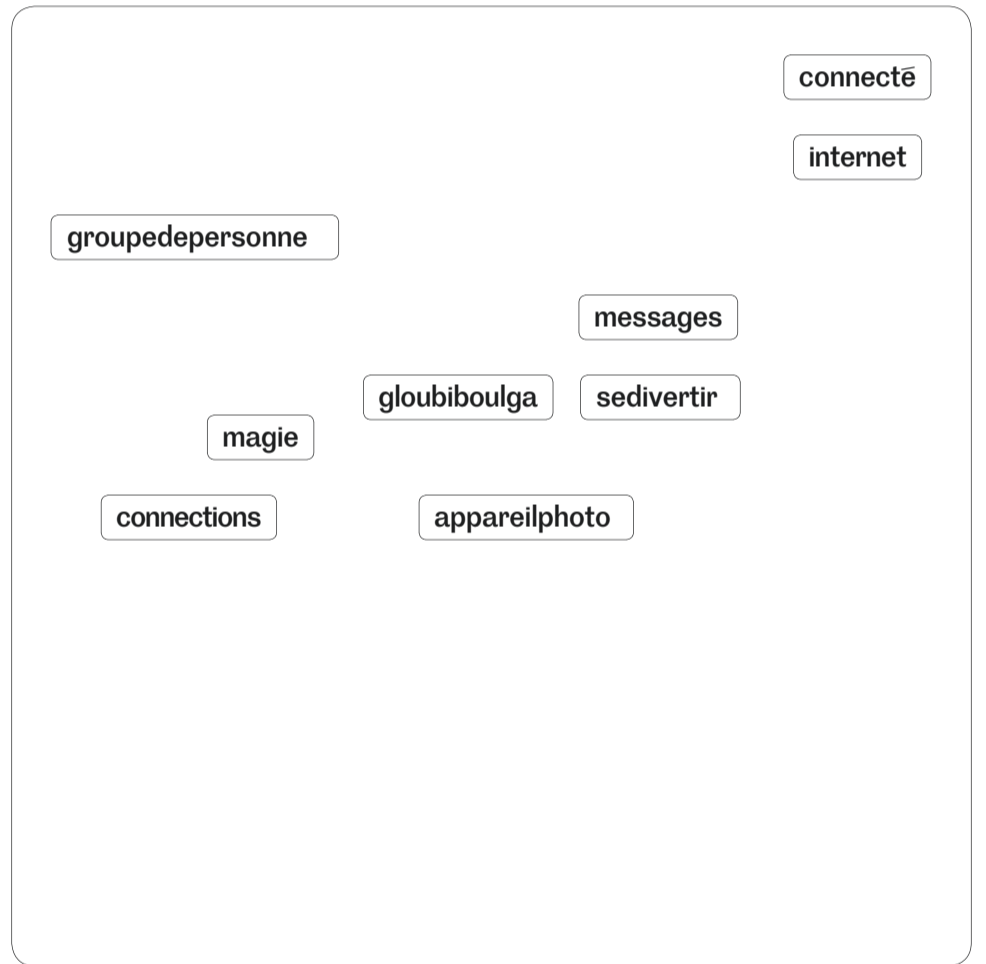 connecté
internet
groupedepersonne
messages
gloubiboulga
sedivertir
magie
connections
appareilphoto